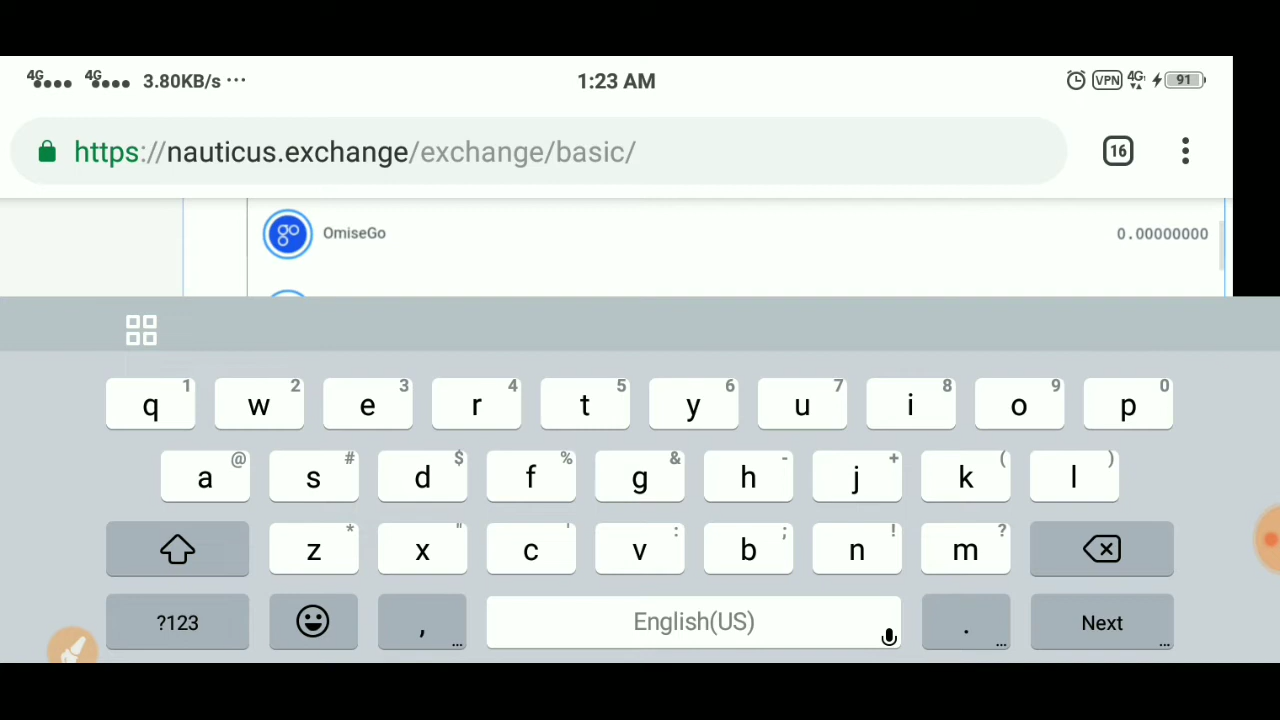 4G 4G 3.80KB/s ... 1:23 AM VPN 4G 91
https://nauticus.exchange/exchange/basic/ 16
OmiseGo 0.00000000
1 2 3 4 5 6 7 8 9 0
q w e r t y u i o p
@ # $ % & - + ( )
a s d f g h j k l
* " ' : ; ! ?
z x c v b n m
?123 , English(US) . Next